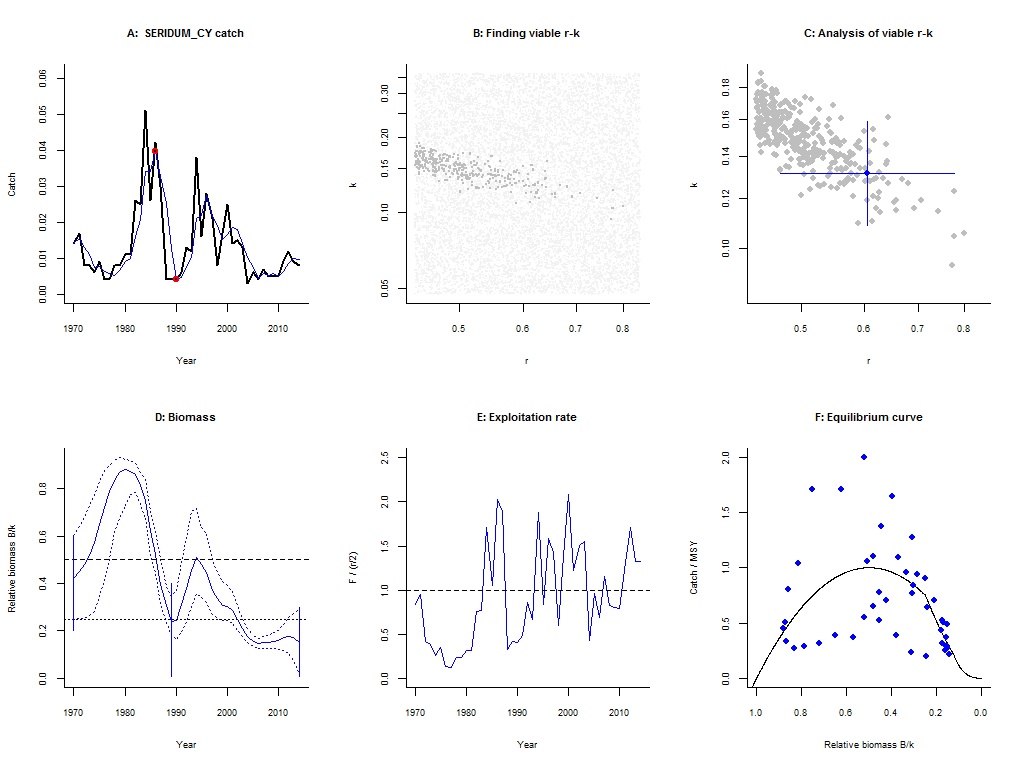 A:  SERIDUM_CY catch
B: Finding viable r-k
C: Analysis of viable r-k
Catch
0.00 0.01 0.02 0.03 0.04 0.05 0.06
1970 1980 1990 2000 2010
Year
k
0.05 0.10 0.15 0.20 0.30
0.5 0.6 0.7 0.8
r
k
0.10 0.12 0.14 0.16 0.18
0.5 0.6 0.7 0.8
r
D: Biomass
E: Exploitation rate
F: Equilibrium curve
Relative biomass B/k
0.0 0.2 0.4 0.6 0.8
1970 1980 1990 2000 2010
Year
F / (r/2)
0.0 0.5 1.0 1.5 2.0 2.5
1970 1980 1990 2000 2010
Year
Catch / MSY
0.0 0.5 1.0 1.5 2.0
1.0 0.8 0.6 0.4 0.2 0.0
Relative biomass B/k